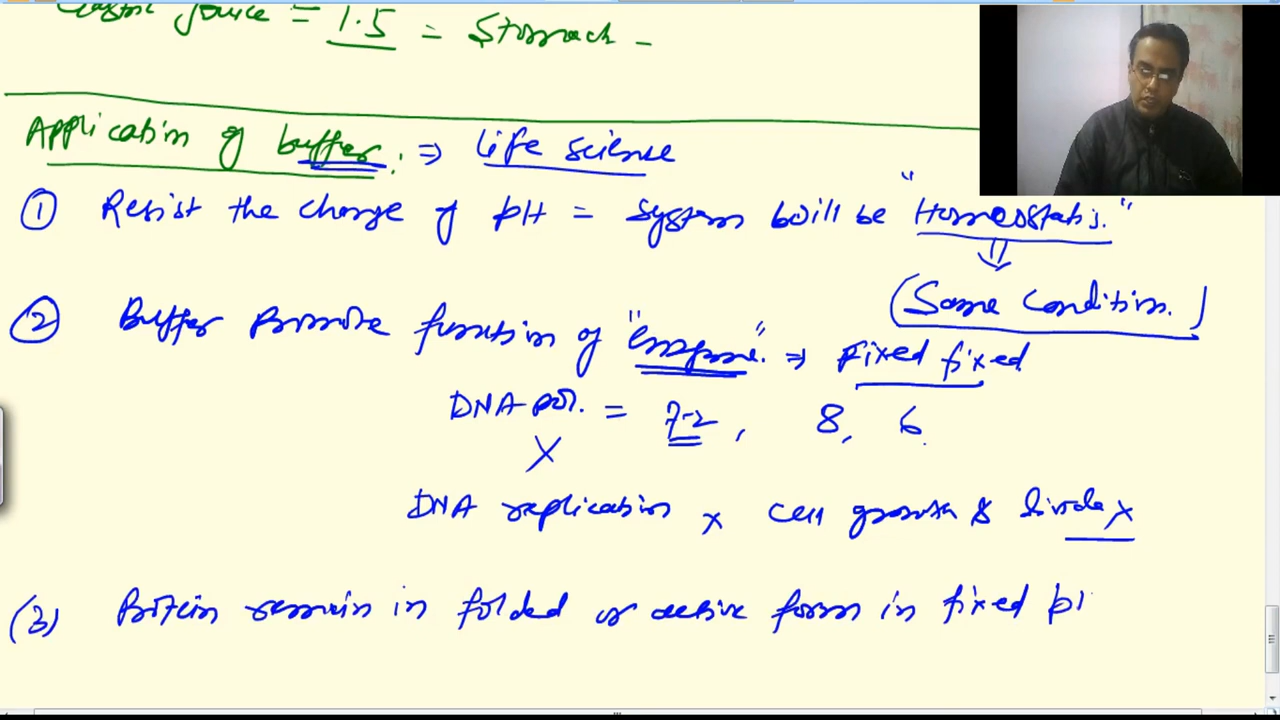 Gastric Juice = 1.5 = Stomach -
Application of buffer : ⇒ Life science
① Resist the change of pH = system will be "Homeostatis."
⇓
(Same Condition.)
② Buffer Promote function of "enzyme". ⇒ Fixed fixed
DNA pol. = 7.2, 8, 6.
X
DNA replication x Cell growth & divide x
(3) Protein remain in folded or active form in fixed pH